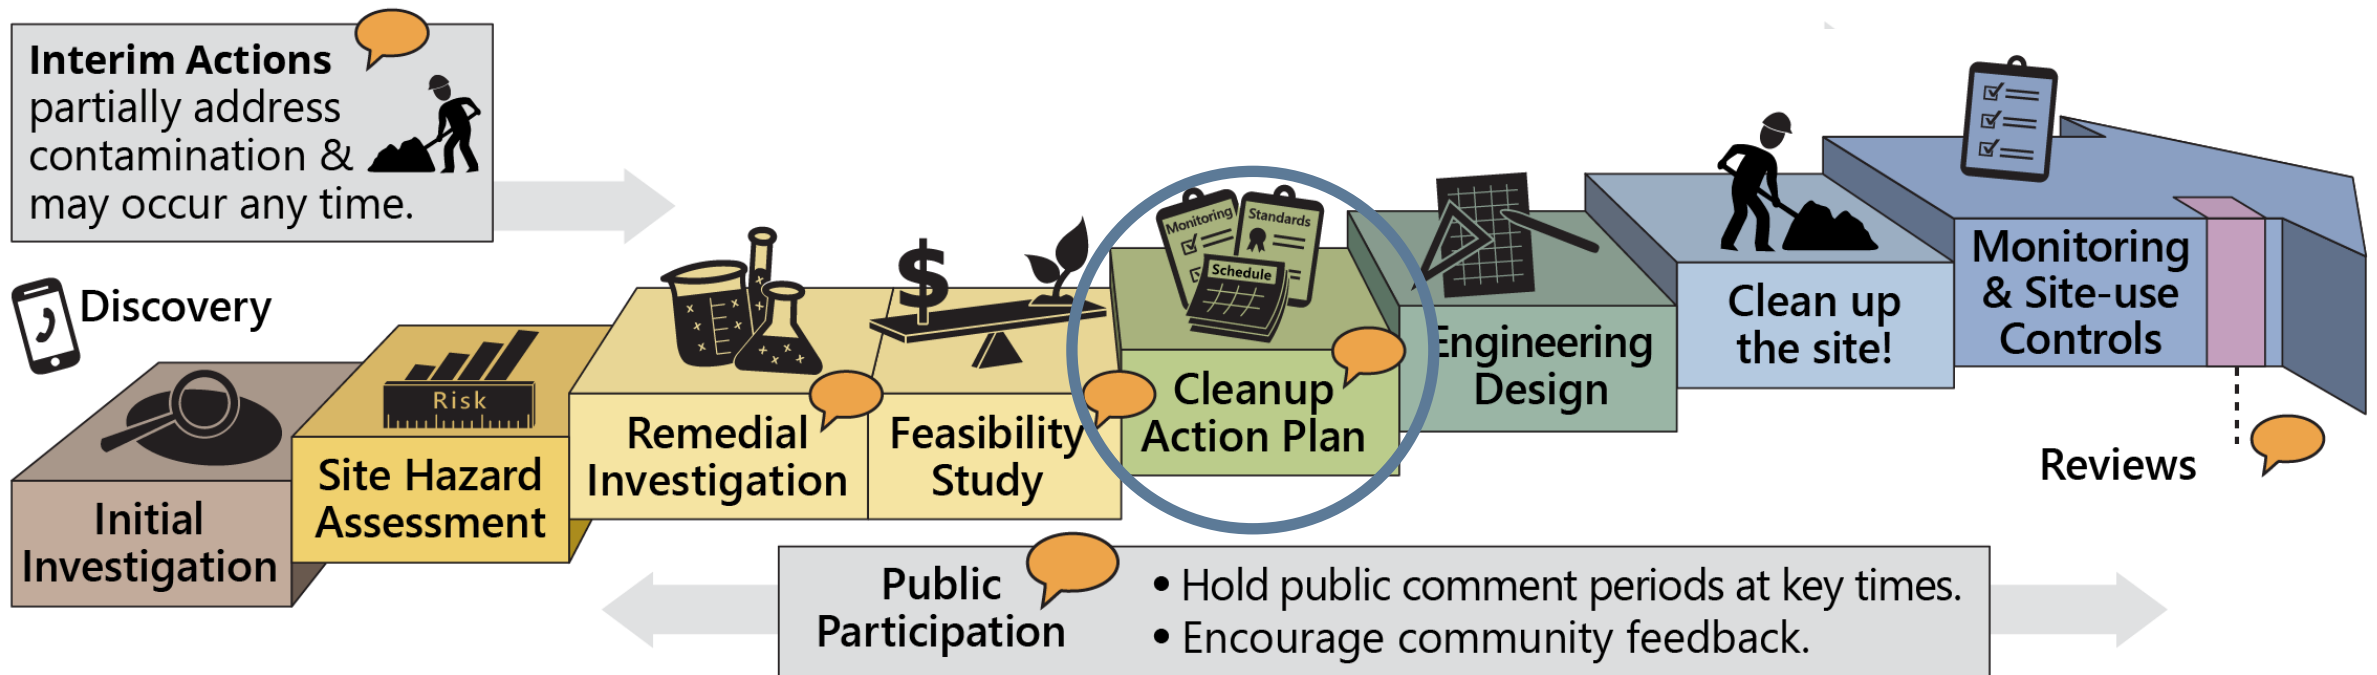 Interim Actions
partially address
contamination &
may occur any time.
Discovery
Initial
Investigation
Risk
Site Hazard
Assessment
Remedial
Investigation
$
Feasibility
Study
Monitoring
Standards
Schedule
Cleanup
Action Plan
Engineering
Design
Clean up
the site!
Monitoring
& Site-use
Controls
Reviews
Public
Participation
• Hold public comment periods at key times.
• Encourage community feedback.